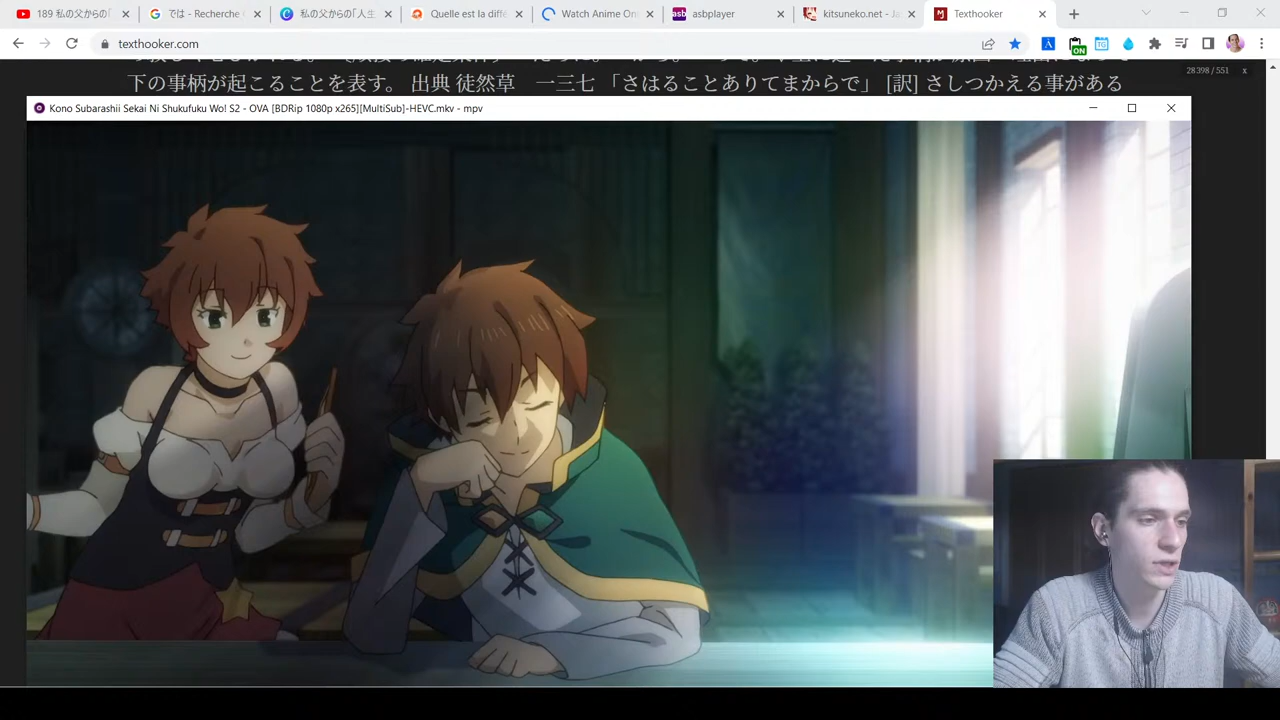 189 私の父からの「
では - Recherche
私の父からの「人生
Quelle est la diffé
Watch Anime On
asbplayer
kitsuneko.net - Ja
Texthooker
texthooker.com
ON
TG
下の事柄が起こることを表す。 出典 徒然草 一三七 「さはることありてまからで」 [訳] さしつかえる事がある
28398 / 551 x
Kono Subarashii Sekai Ni Shukufuku Wo! S2 - OVA [BDRip 1080p x265][MultiSub]-HEVC.mkv - mpv